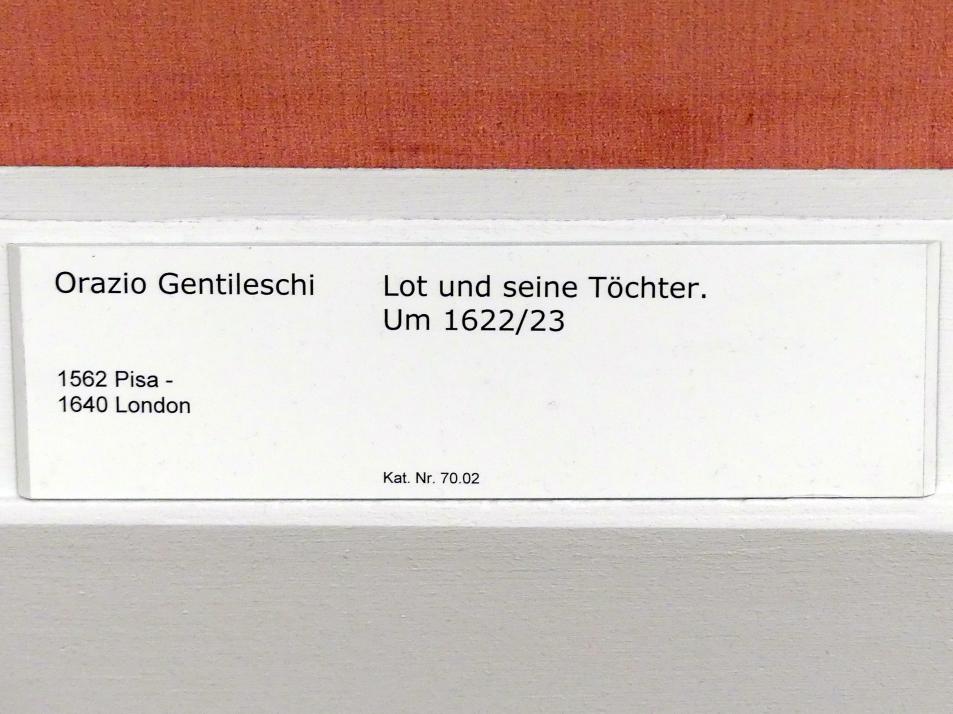 Orazio Gentileschi
1562 Pisa -
1640 London
Lot und seine Töchter.
Um 1622/23
Kat. Nr. 70.02